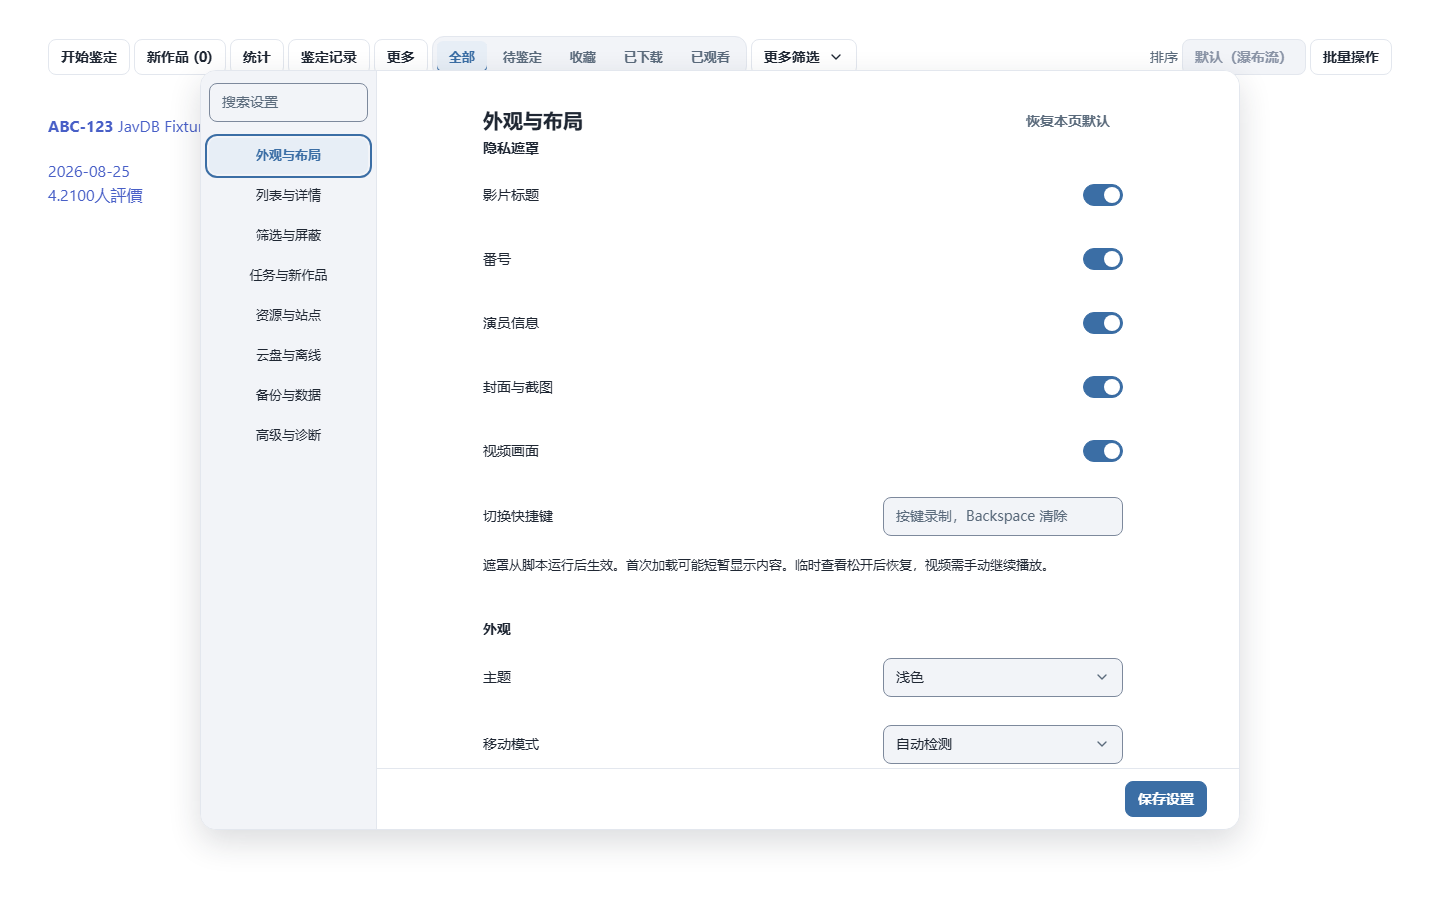 开始鉴定 新作品 (0) 统计 鉴定记录 更多 全部 待鉴定 收藏 已下载 已观看 更多筛选 排序 默认（瀑布流） 批量操作
ABC-123 JavDB Fixtu
2026-08-25
4.2100人評價
搜索设置
外观与布局
列表与详情
筛选与屏蔽
任务与新作品
资源与站点
云盘与离线
备份与数据
高级与诊断
外观与布局 恢复本页默认
隐私遮罩
影片标题
番号
演员信息
封面与截图
视频画面
切换快捷键 按键录制，Backspace 清除
遮罩从脚本运行后生效。首次加载可能短暂显示内容。临时查看松开后恢复，视频需手动继续播放。
外观
主题 浅色
移动模式 自动检测
保存设置